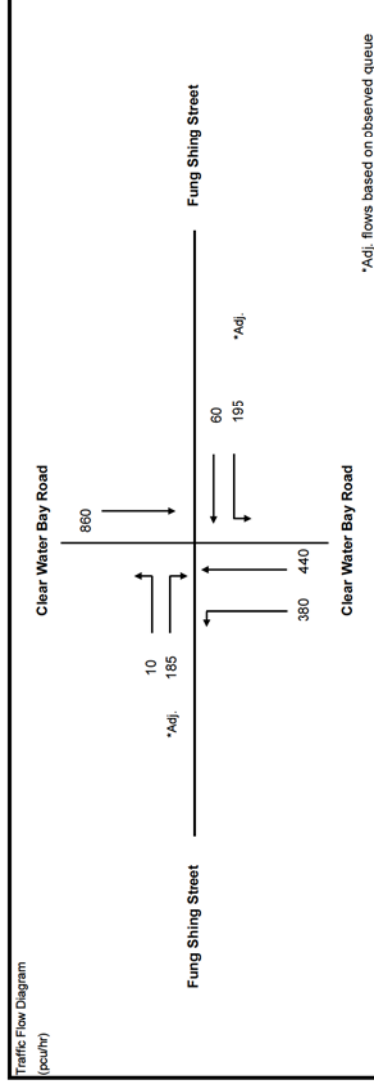 Traffic Flow Diagram
(pcu/hr)
Clear Water Bay Road
860
Fung Shing Street
10
185
*Adj.
60
195
*Adj.
Fung Shing Street
380
440
Clear Water Bay Road
*Adj. flows based on observed queue